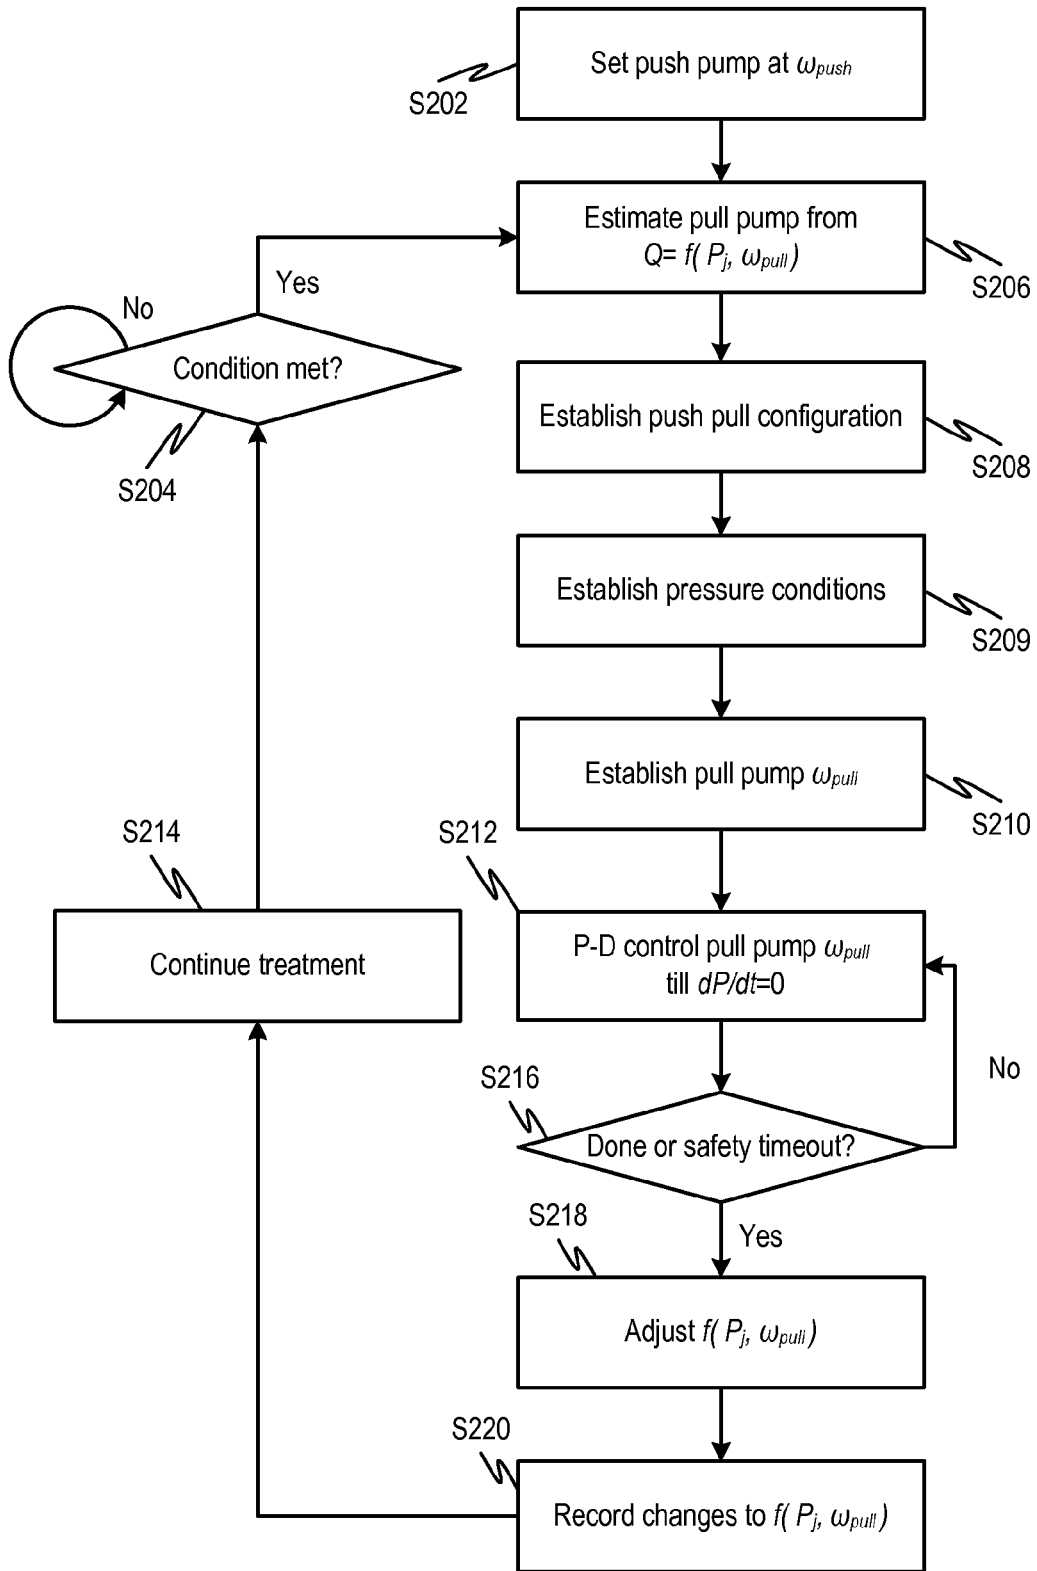 Set push pump at ωpush
S202
Estimate pull pump from
Q= f( Pj, ωpull)
S206
Yes
No
Condition met?
S204
Establish push pull configuration
S208
Establish pressure conditions
S209
Establish pull pump ωpull
S210
S214
Continue treatment
S212
P-D control pull pump ωpull
till dP/dt=0
No
S216
Done or safety timeout?
Yes
S218
Adjust f( Pj, ωpull)
S220
Record changes to f( Pj, ωpull)